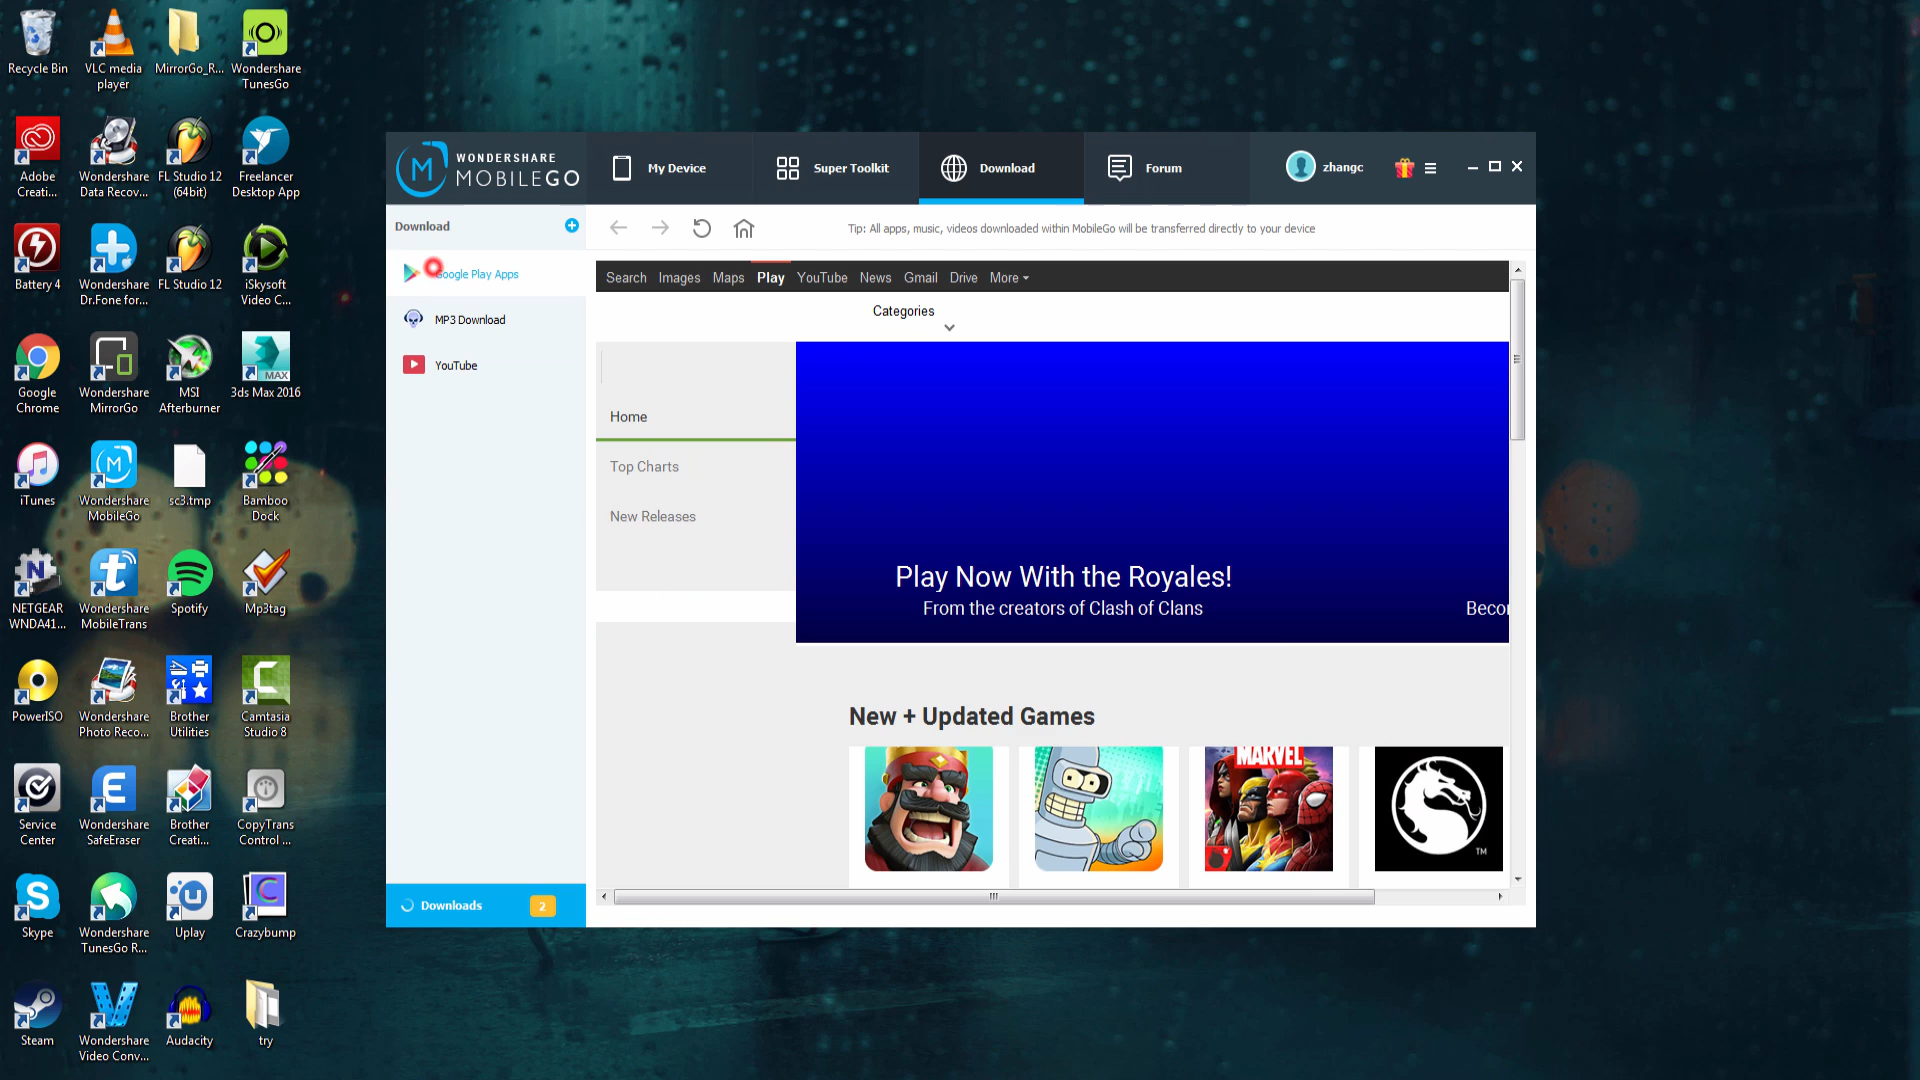 Recycle Bin
VLC media
player
MirrorGo_R...
Wondershare
TunesGo
Adobe
Creati...
Wondershare
Data Recov...
FL Studio 12
(64bit)
Freelancer
Desktop App
Battery 4
Wondershare
Dr.Fone for...
FL Studio 12
iSkysoft
Video C...
Google
Chrome
Wondershare
MirrorGo
MSI
Afterburner
MAX
3ds Max 2016
iTunes
Wondershare
MobileGo
sc3.tmp
Bamboo
Dock
NETGEAR
WNDA41...
Wondershare
MobileTrans
Spotify
Mp3tag
PowerISO
Wondershare
Photo Reco...
Brother
Utilities
Camtasia
Studio 8
Service
Center
Wondershare
SafeEraser
Brother
Creati...
CopyTrans
Control ...
Skype
Wondershare
TunesGo R...
Uplay
Crazybump
Steam
Wondershare
Video Conv...
Audacity
try
WONDERSHARE
MOBILEGO
My Device
Super Toolkit
Download
Forum
zhangc
Download
Tip: All apps, music, videos downloaded within MobileGo will be transferred directly to your device
Google Play Apps
MP3 Download
YouTube
Search Images Maps Play YouTube News Gmail Drive More
Categories
Home
Top Charts
New Releases
Play Now With the Royales!
From the creators of Clash of Clans
Becor
New + Updated Games
MARVEL
TM
Downloads 2